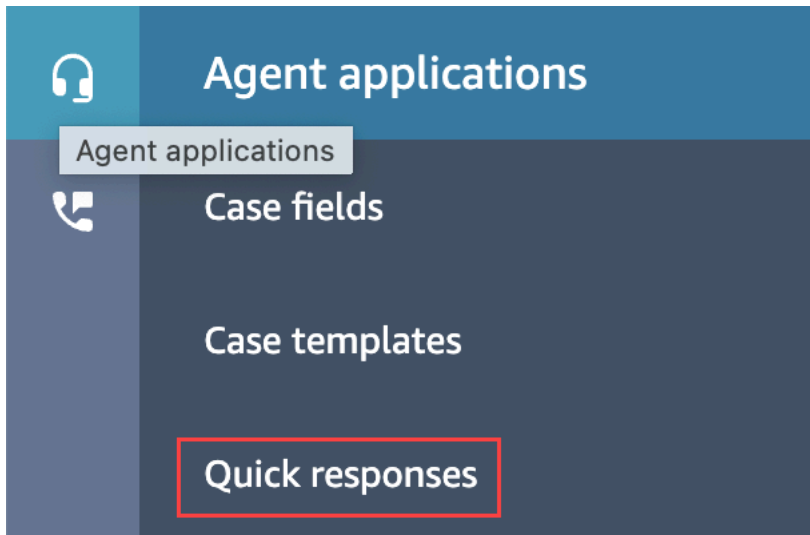 Agent applications
Agent applications
Case fields
Case templates
Quick responses